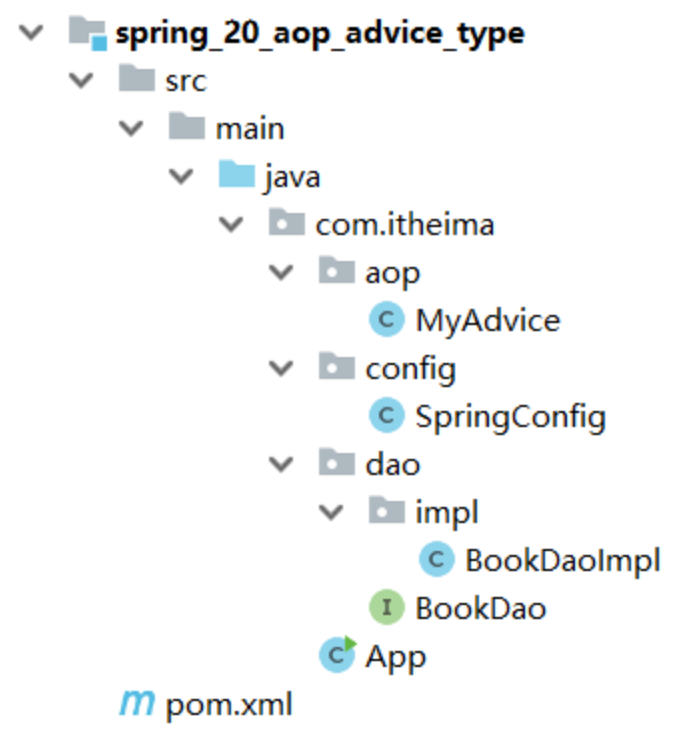 spring_20_aop_advice_type
src
main
java
com.itheima
aop
C MyAdvice
config
C SpringConfig
dao
impl
C BookDaoImpl
I BookDao
C App
m pom.xml